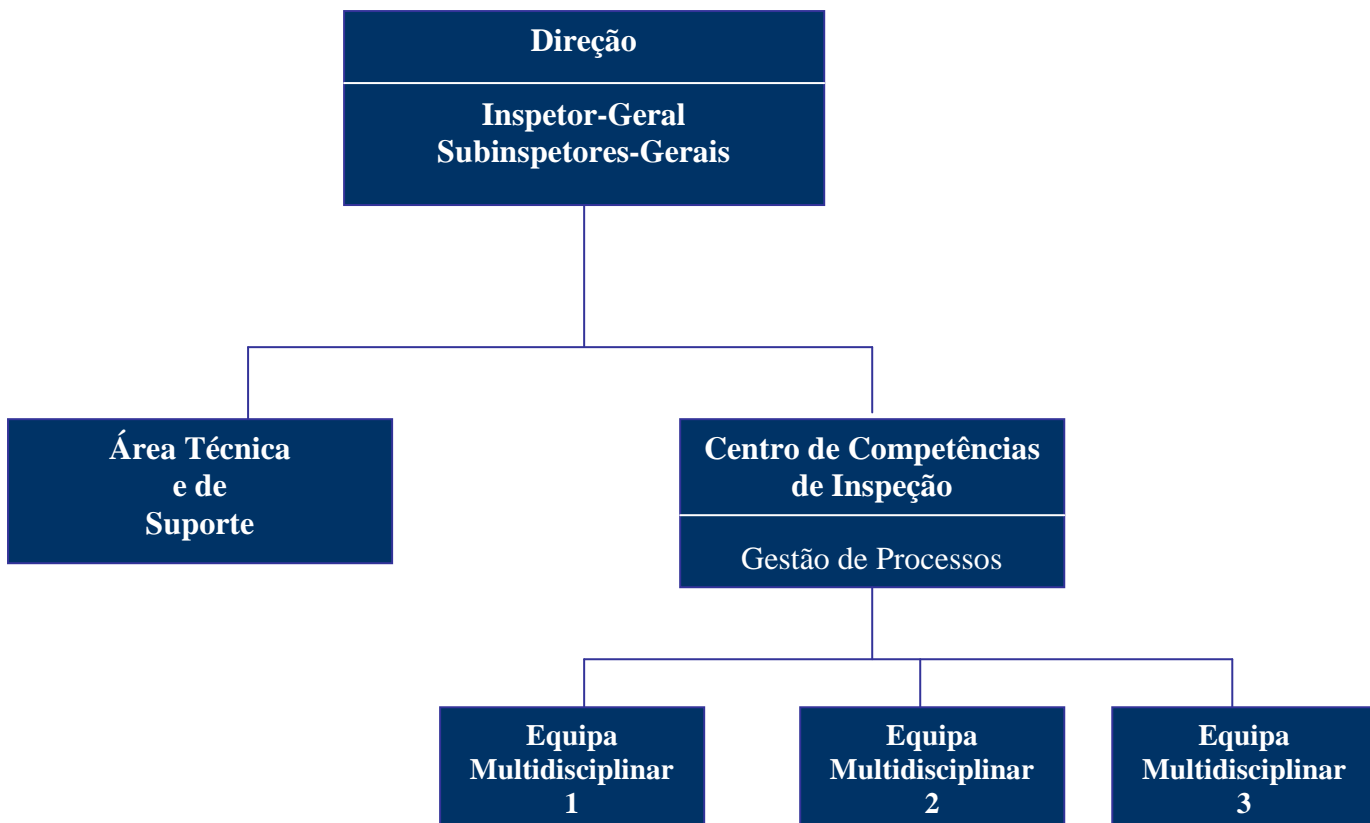 Direção
Inspetor-Geral
Subinspetores-Gerais
Área Técnica
e de
Suporte
Centro de Competências
de Inspeção
Gestão de Processos
Equipa
Multidisciplinar
1
Equipa
Multidisciplinar
2
Equipa
Multidisciplinar
3